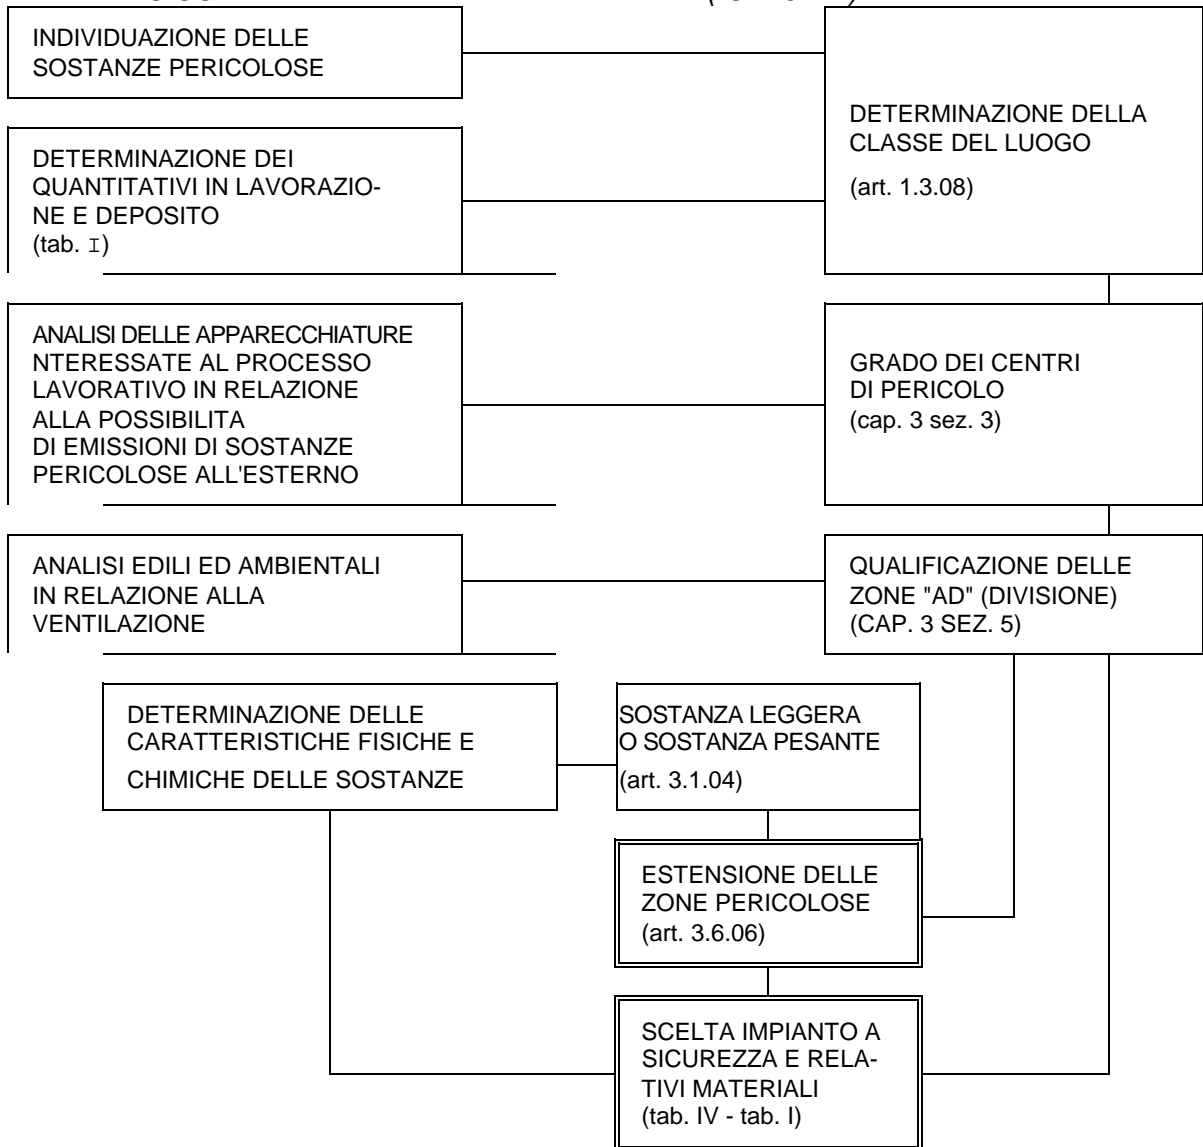 INDIVIDUAZIONE DELLE
SOSTANZE PERICOLOSE
DETERMINAZIONE DELLA
CLASSE DEL LUOGO
(art. 1.3.08)
DETERMINAZIONE DEI
QUANTITATIVI IN LAVORAZIO-
NE E DEPOSITO
(tab. I)
ANALISI DELLE APPARECCHIATURE
NTERESSATE AL PROCESSO
LAVORATIVO IN RELAZIONE
ALLA POSSIBILITA
DI EMISSIONI DI SOSTANZE
PERICOLOSE ALL'ESTERNO
GRADO DEI CENTRI
DI PERICOLO
(cap. 3 sez. 3)
ANALISI EDILI ED AMBIENTALI
IN RELAZIONE ALLA
VENTILAZIONE
QUALIFICAZIONE DELLE
ZONE "AD" (DIVISIONE)
(CAP. 3 SEZ. 5)
DETERMINAZIONE DELLE
CARATTERISTICHE FISICHE E
CHIMICHE DELLE SOSTANZE
SOSTANZA LEGGERA
O SOSTANZA PESANTE
(art. 3.1.04)
ESTENSIONE DELLE
ZONE PERICOLOSE
(art. 3.6.06)
SCELTA IMPIANTO A
SICUREZZA E RELA-
TIVI MATERIALI
(tab. IV - tab. I)